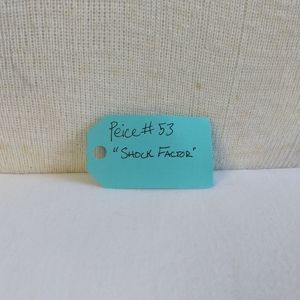 Peice # 53
"Shock Factor"